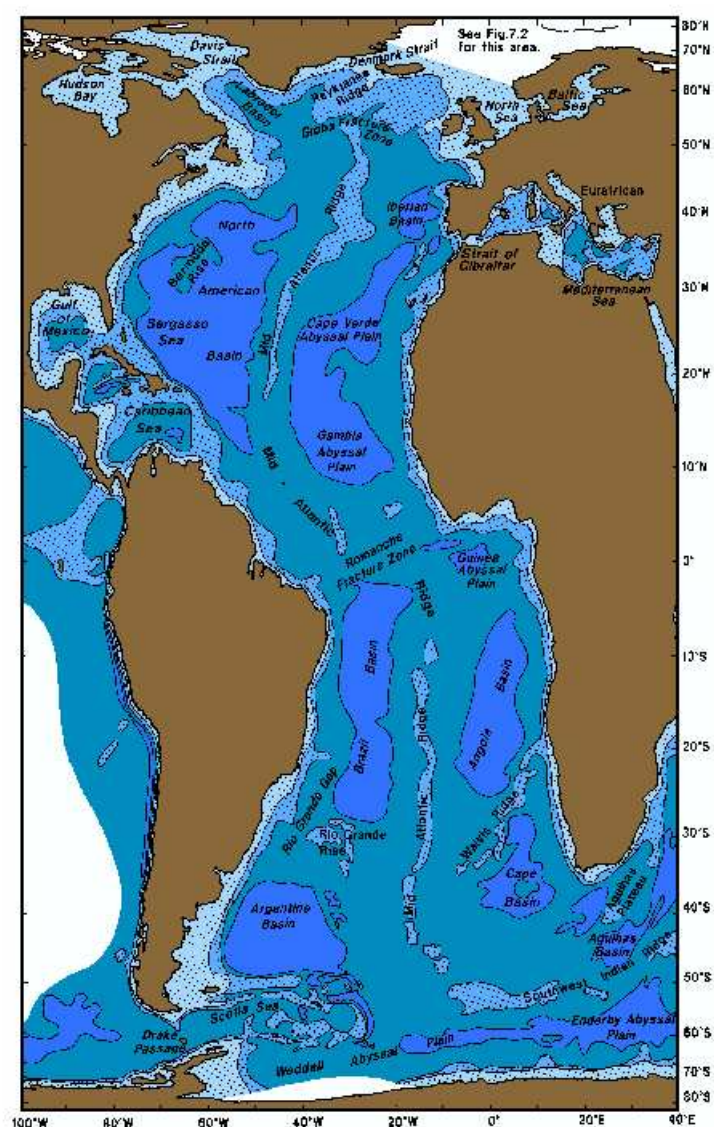 See Fig.7.2
for this area.
80°N
70°N
60°N
50°N
40°N
30°N
20°N
10°N
0°
10°S
20°S
30°S
40°S
50°S
60°S
70°S
80°S
Davis
Strait
Denmark Strait
Hudson
Bay
Labrador
Basin
Reykjanes
Ridge
North
Sea
Baltic
Sea
Gibbs Fracture
Zone
Eurafrican
Iberian
Basin
Strait of
Gibraltar
Mediterranean
Sea
North
American
Basin
Bermuda
Rise
Sargasso
Sea
Mid
Atlantic
Ridge
Cape Verde
Abyssal Plain
Gulf
of
Mexico
Caribbean
Sea
Gambia
Abyssal
Plain
Mid
Atlantic
Ridge
Romanche
Fracture Zone
Guinea
Abyssal
Plain
Brazil
Basin
Angola
Basin
Mid
Atlantic
Ridge
Rio Grande Gap
Rio Grande
Rise
Walvis Ridge
Cape
Basin
Agulhas
Plateau
Argentine
Basin
Agulhas
Basin
Southwest Indian Ridge
Scotia Sea
Drake
Passage
Enderby Abyssal
Plain
Weddell Abyssal Plain
100°W
80°W
60°W
40°W
20°W
0°
20°E
40°E